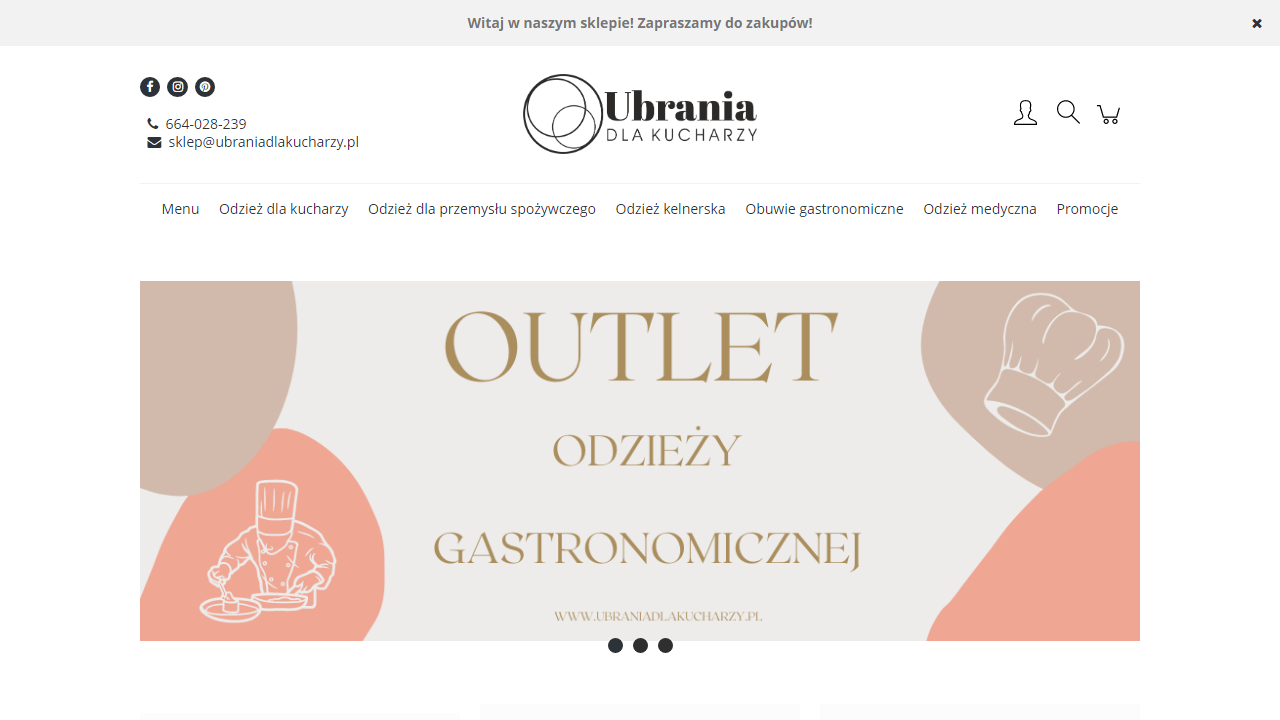 Witaj w naszym sklepie! Zapraszamy do zakupów!
664-028-239
sklep@ubraniadlakucharzy.pl
Ubrania
DLA KUCHARZY
Menu Odzież dla kucharzy Odzież dla przemysłu spożywczego Odzież kelnerska Obuwie gastronomiczne Odzież medyczna Promocje
OUTLET
ODZIEŻY
GASTRONOMICZNEJ
WWW.UBRANIADLAKUCHARZY.PL